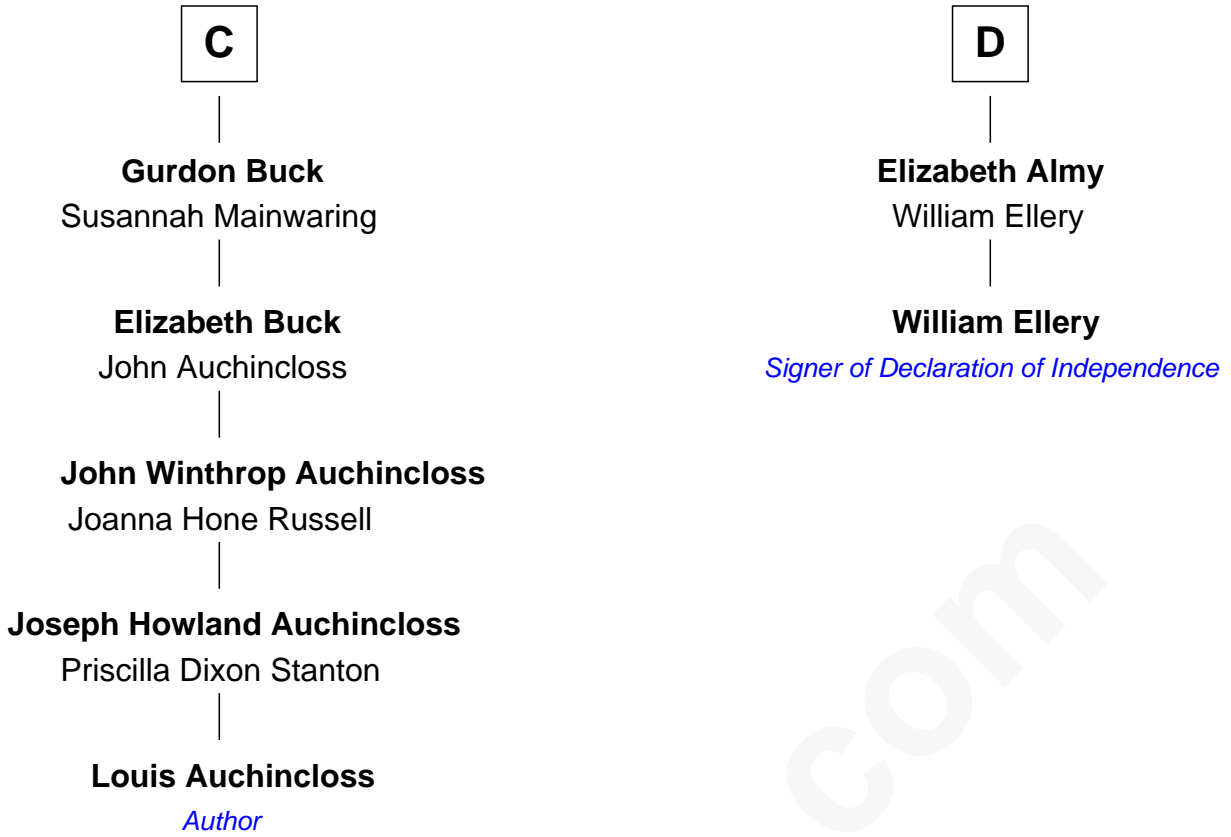 C
Gurdon Buck
Susannah Mainwaring
Elizabeth Buck
John Auchincloss
John Winthrop Auchincloss
Joanna Hone Russell
Joseph Howland Auchincloss
Priscilla Dixon Stanton
Louis Auchincloss
Author
D
Elizabeth Almy
William Ellery
William Ellery
Signer of Declaration of Independence
com